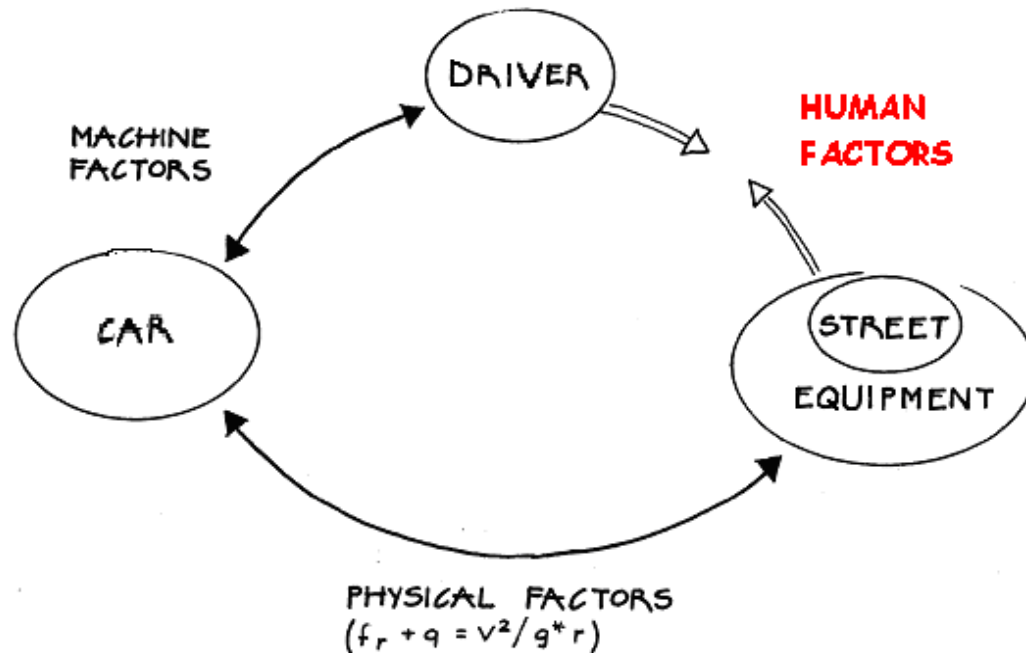 DRIVER
HUMAN
FACTORS
MACHINE
FACTORS
CAR
STREET
EQUIPMENT
PHYSICAL FACTORS
(fr + q = v²/g*r)